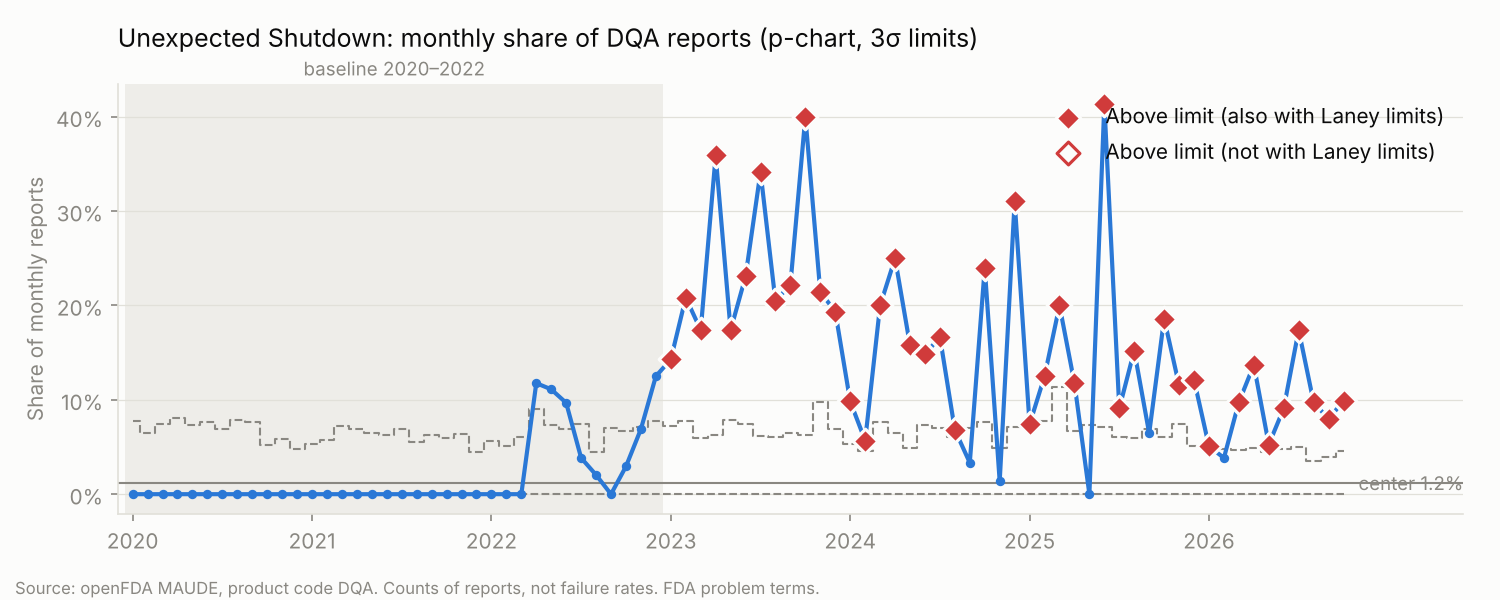 Unexpected Shutdown: monthly share of DQA reports (p-chart, 3σ limits)
baseline 2020–2022
Share of monthly reports
40%
30%
20%
10%
0%
Above limit (also with Laney limits)
Above limit (not with Laney limits)
center 1.2%
2020
2021
2022
2023
2024
2025
2026
Source: openFDA MAUDE, product code DQA. Counts of reports, not failure rates. FDA problem terms.